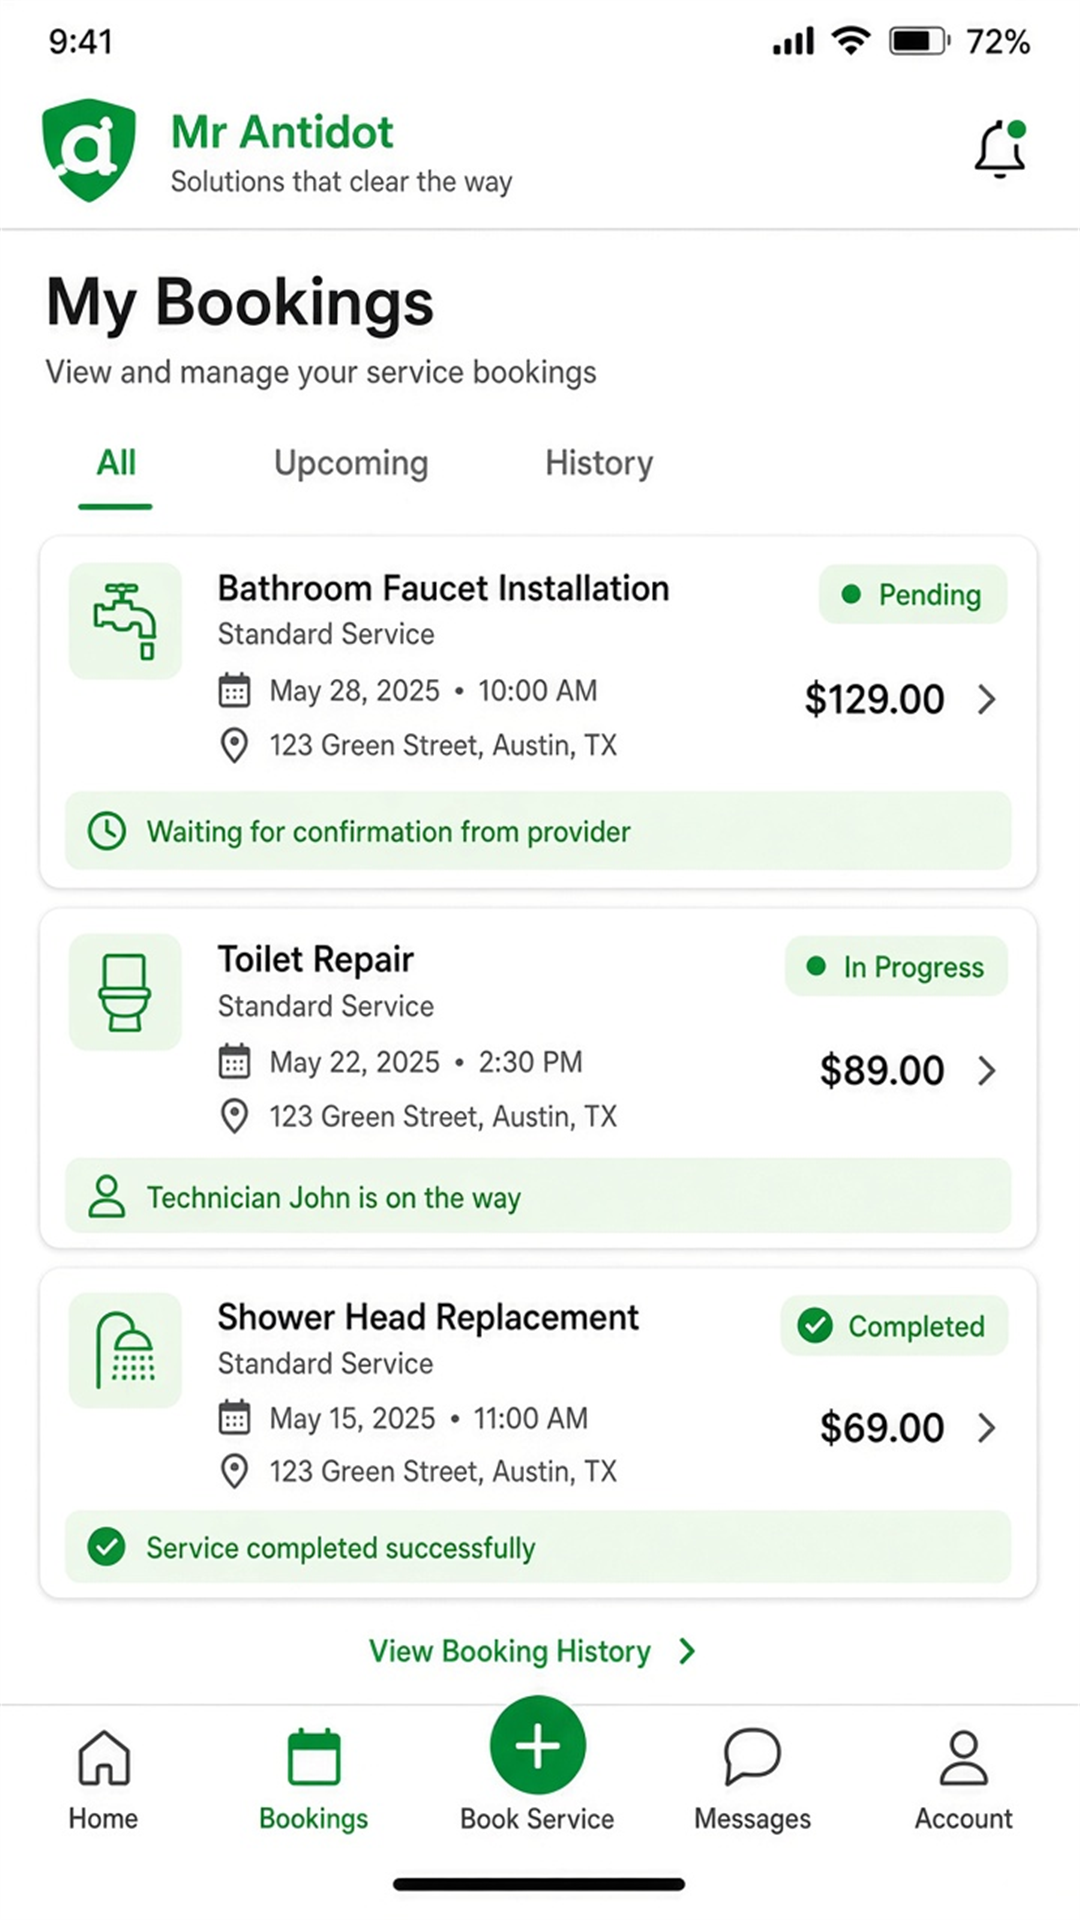 9:41
72%
Mr Antidot
Solutions that clear the way
My Bookings
View and manage your service bookings
All
Upcoming
History
Bathroom Faucet Installation
Pending
Standard Service
May 28, 2025 • 10:00 AM
$129.00
123 Green Street, Austin, TX
Waiting for confirmation from provider
Toilet Repair
In Progress
Standard Service
May 22, 2025 • 2:30 PM
$89.00
123 Green Street, Austin, TX
Technician John is on the way
Shower Head Replacement
Completed
Standard Service
May 15, 2025 • 11:00 AM
$69.00
123 Green Street, Austin, TX
Service completed successfully
View Booking History
Home
Bookings
Book Service
Messages
Account